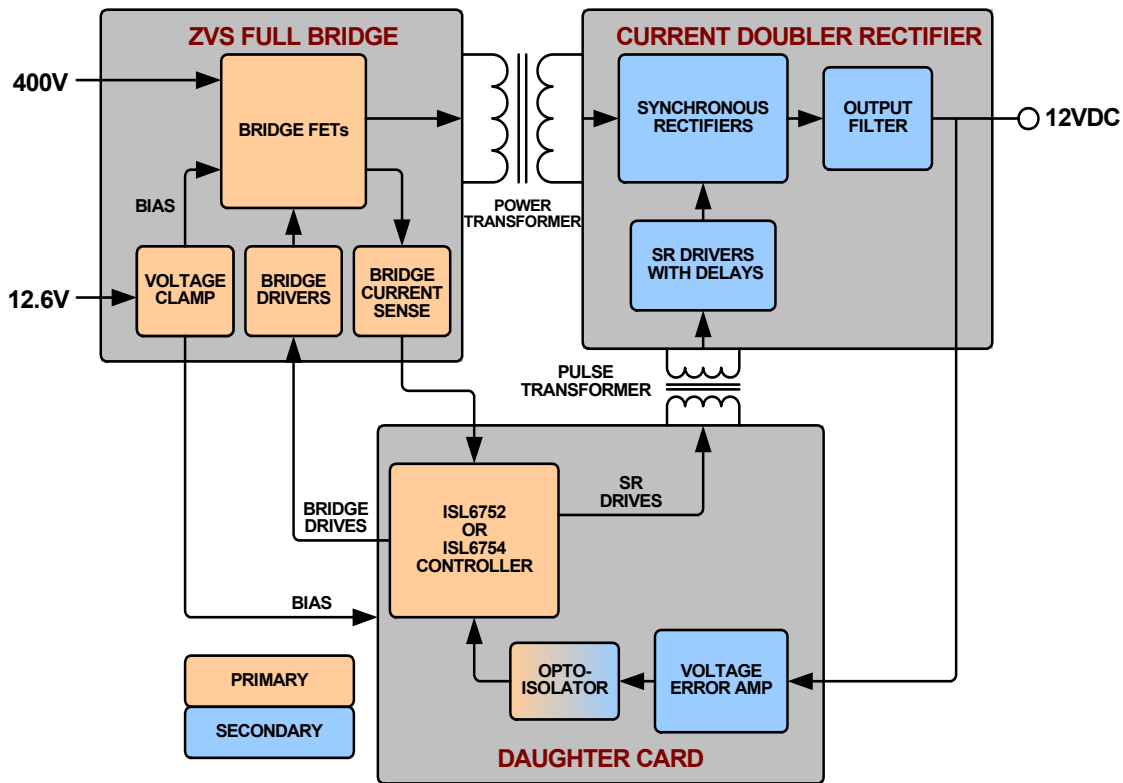 ZVS FULL BRIDGE
CURRENT DOUBLER RECTIFIER
400V
BRIDGE FETs
SYNCHRONOUS
RECTIFIERS
OUTPUT
FILTER
12VDC
BIAS
POWER
TRANSFORMER
12.6V
VOLTAGE
CLAMP
BRIDGE
DRIVERS
BRIDGE
CURRENT
SENSE
SR DRIVERS
WITH DELAYS
PULSE
TRANSFORMER
BRIDGE
DRIVES
ISL6752
OR
ISL6754
CONTROLLER
SR
DRIVES
BIAS
OPTO-
ISOLATOR
VOLTAGE
ERROR AMP
PRIMARY
SECONDARY
DAUGHTER CARD